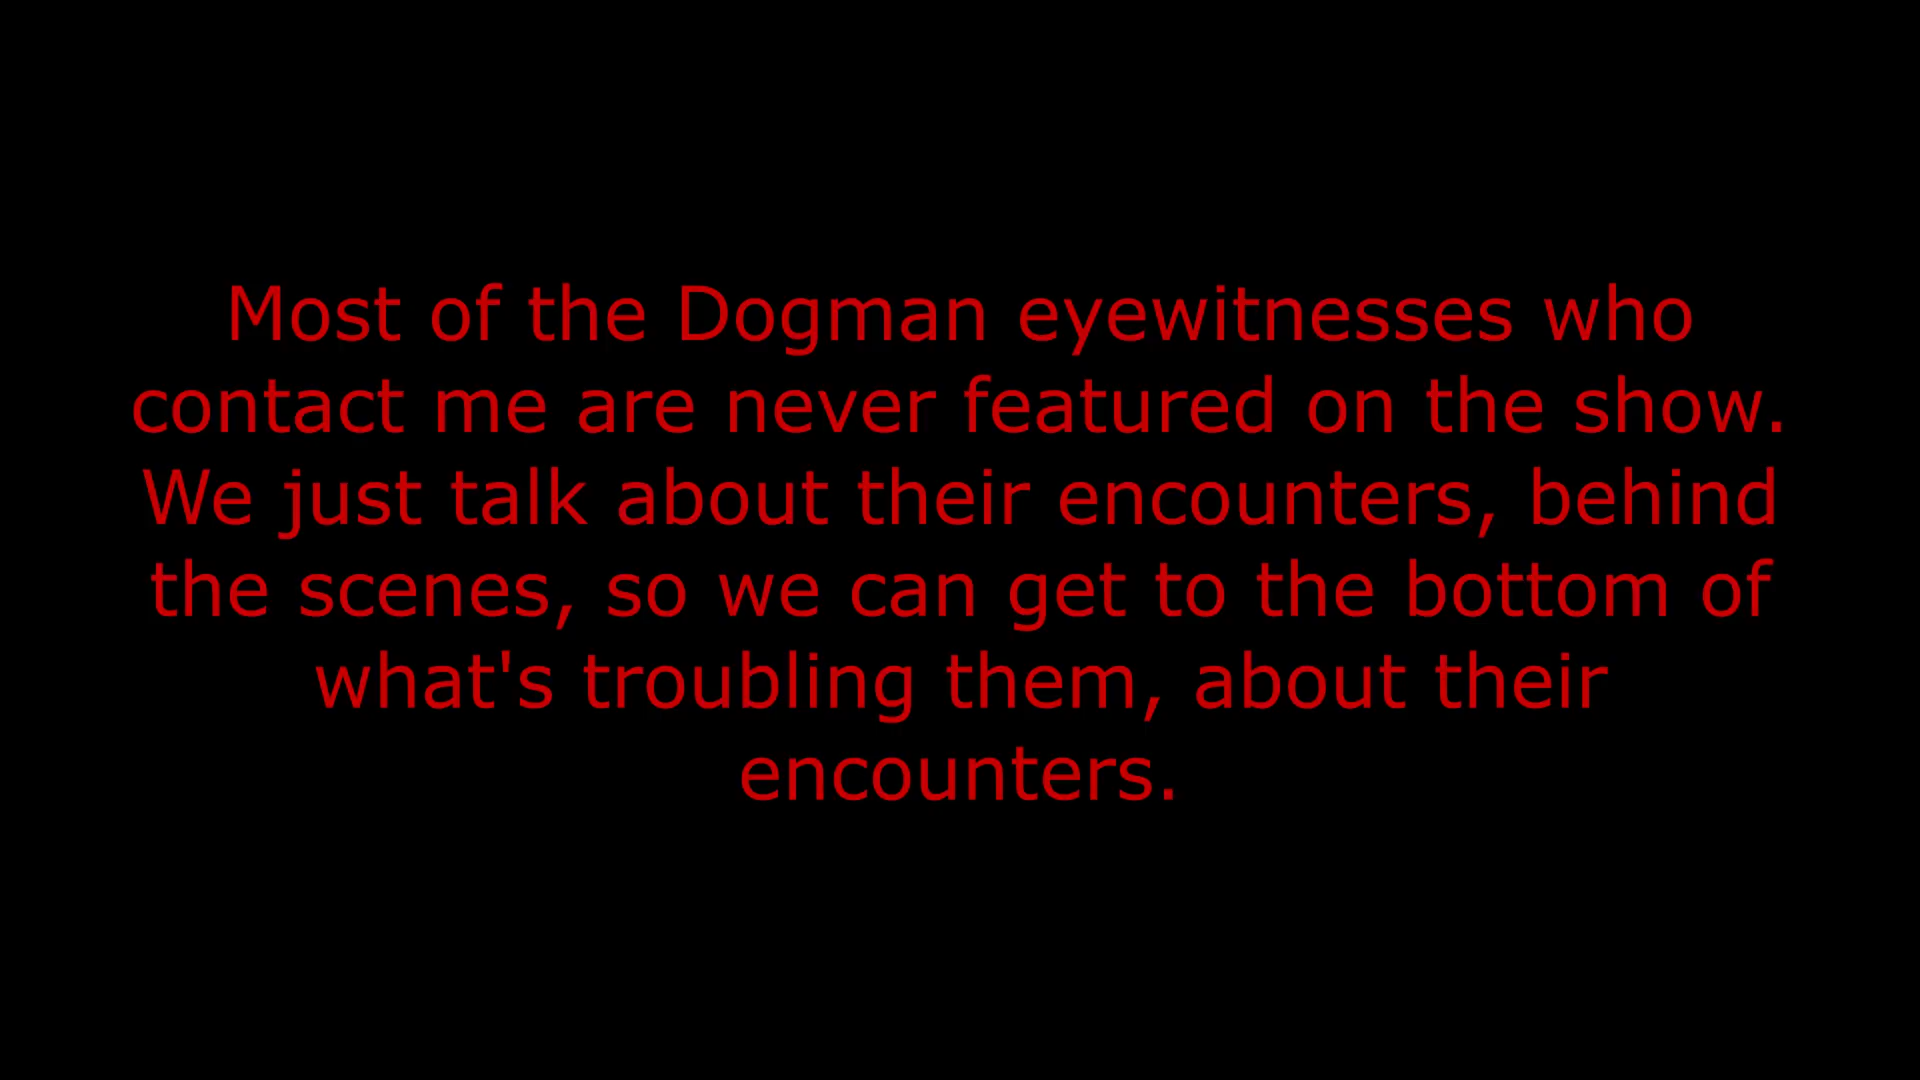 Most of the Dogman eyewitnesses who
contact me are never featured on the show.
We just talk about their encounters, behind
the scenes, so we can get to the bottom of
what's troubling them, about their
encounters.